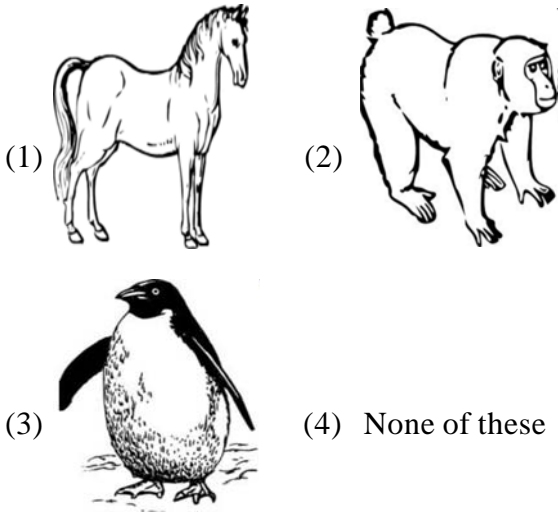 (1) (2)
(3) (4) None of these